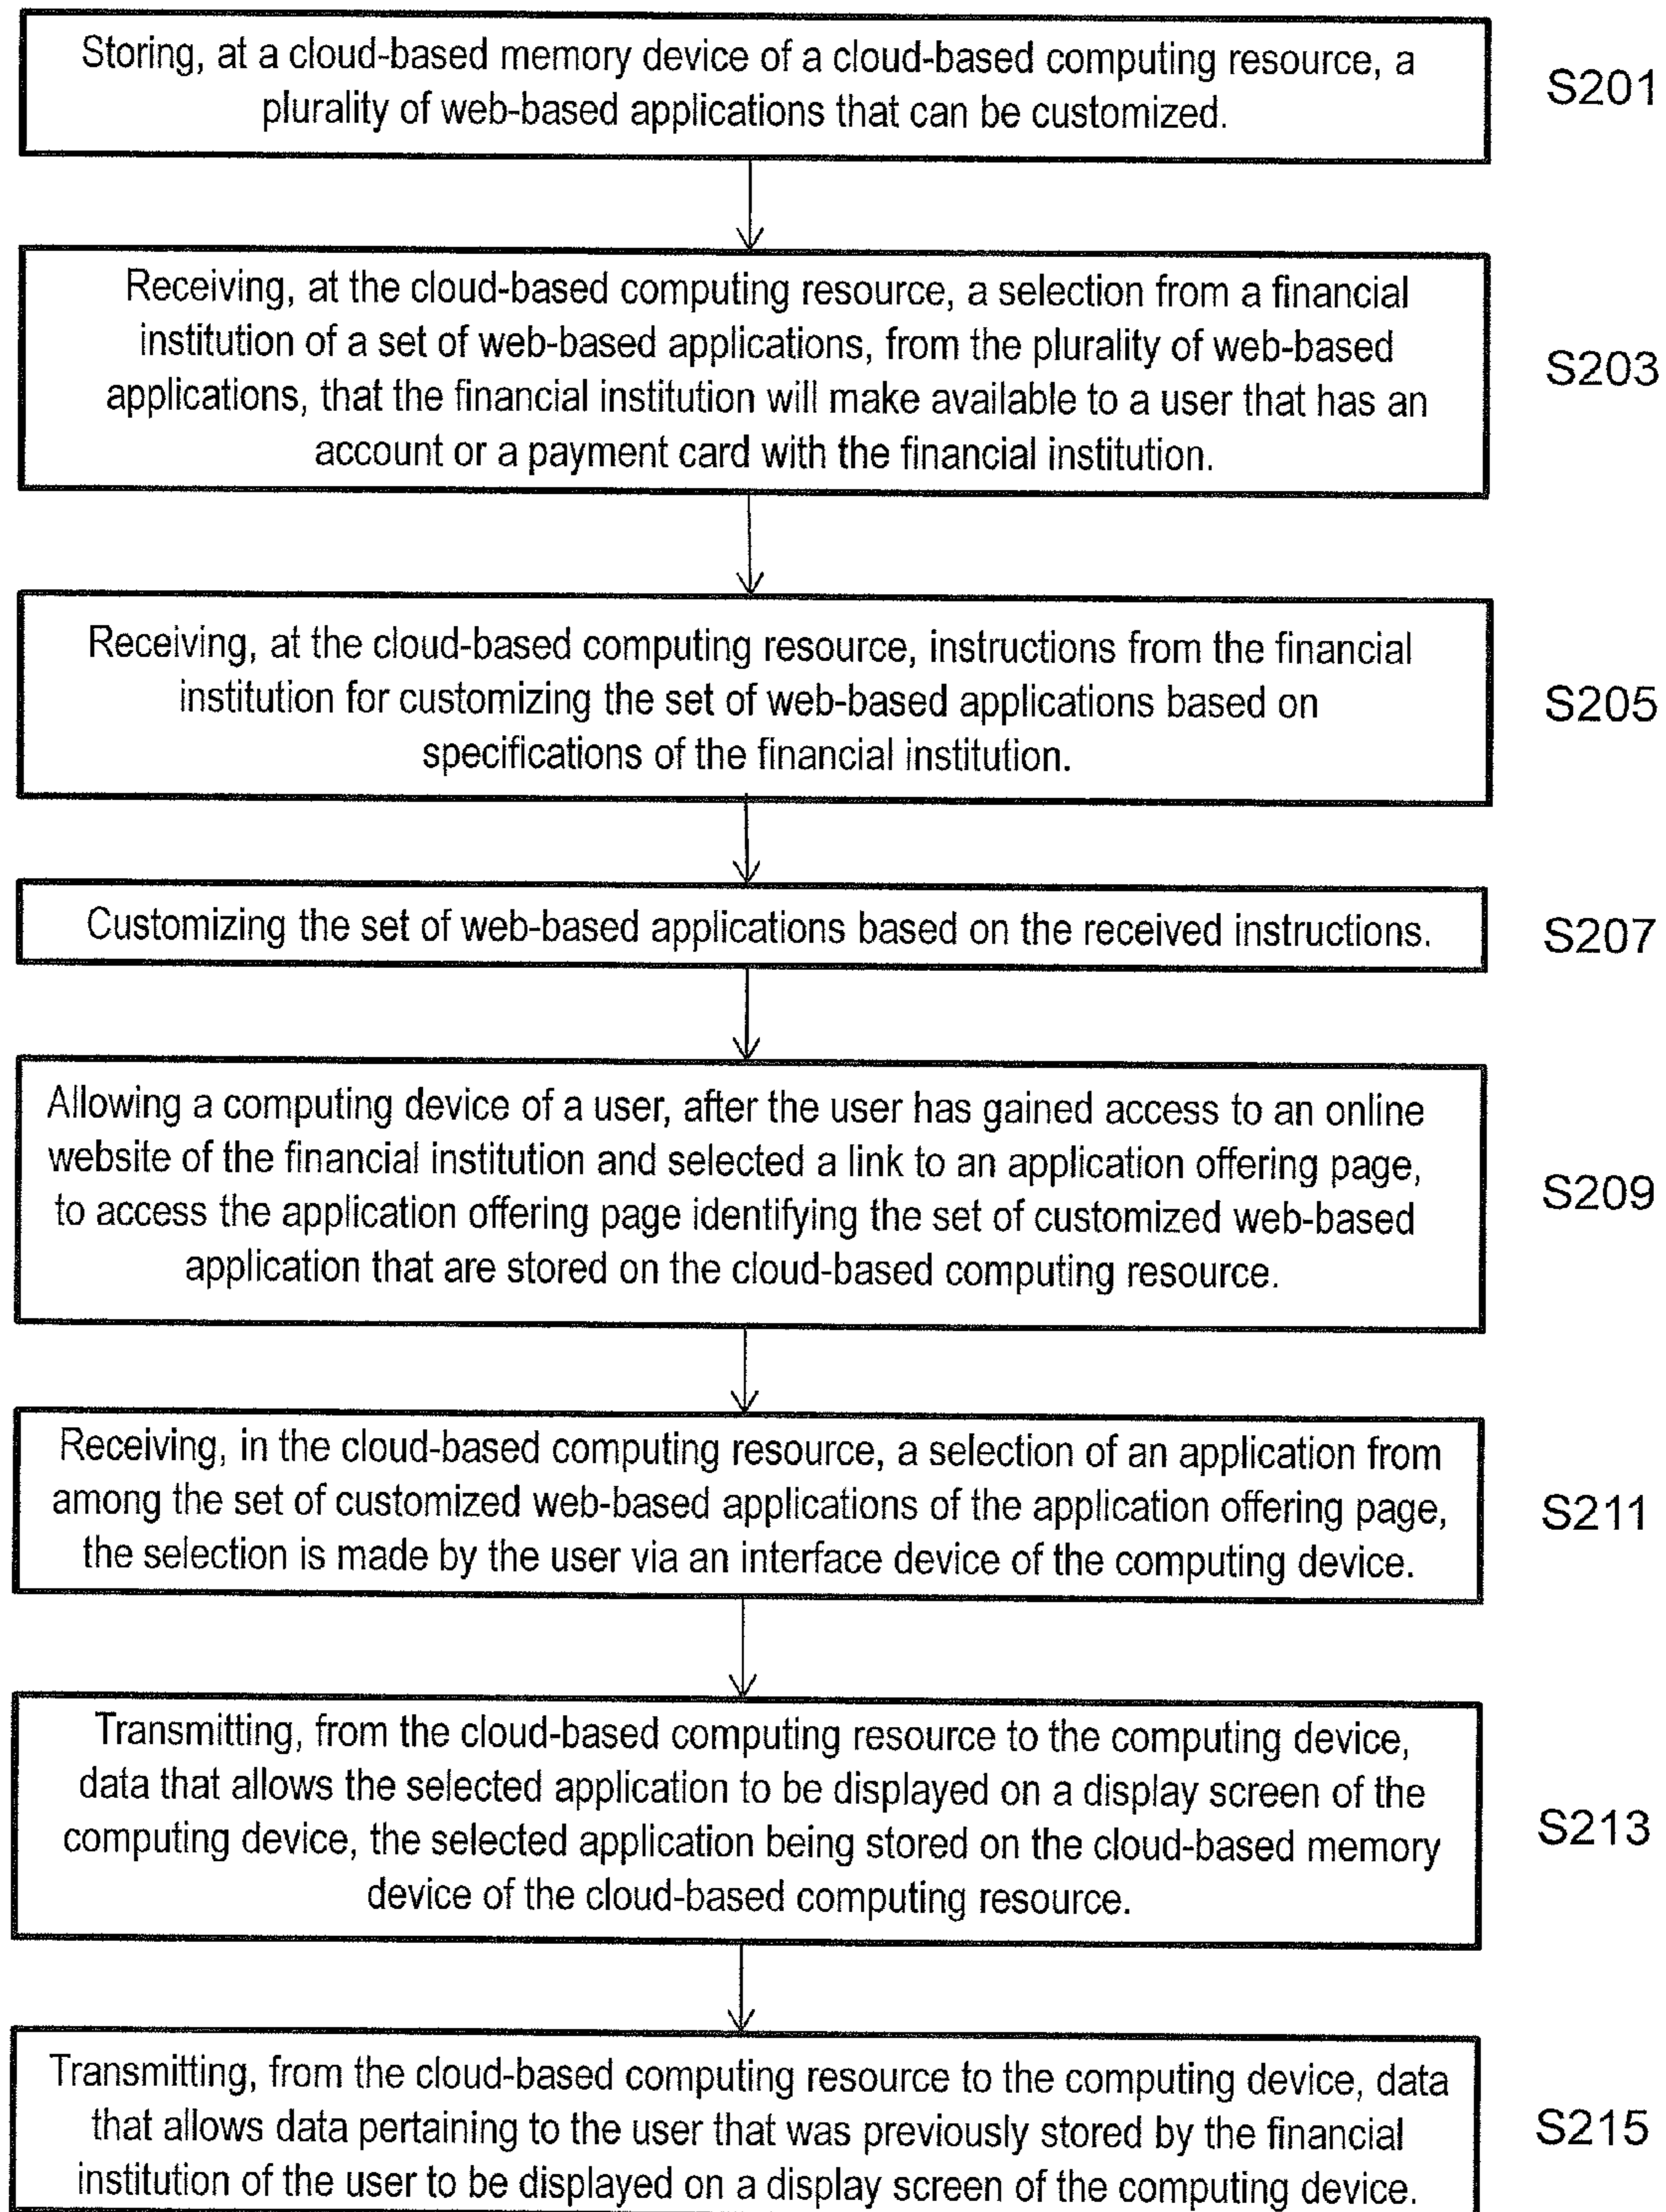 Storing, at a cloud-based memory device of a cloud-based computing resource, a
plurality of web-based applications that can be customized.
S201
Receiving, at the cloud-based computing resource, a selection from a financial
institution of a set of web-based applications, from the plurality of web-based
applications, that the financial institution will make available to a user that has an
account or a payment card with the financial institution.
S203
Receiving, at the cloud-based computing resource, instructions from the financial
institution for customizing the set of web-based applications based on
specifications of the financial institution.
S205
Customizing the set of web-based applications based on the received instructions.
S207
Allowing a computing device of a user, after the user has gained access to an online
website of the financial institution and selected a link to an application offering page,
to access the application offering page identifying the set of customized web-based
application that are stored on the cloud-based computing resource.
S209
Receiving, in the cloud-based computing resource, a selection of an application from
among the set of customized web-based applications of the application offering page,
the selection is made by the user via an interface device of the computing device.
S211
Transmitting, from the cloud-based computing resource to the computing device,
data that allows the selected application to be displayed on a display screen of the
computing device, the selected application being stored on the cloud-based memory
device of the cloud-based computing resource.
S213
Transmitting, from the cloud-based computing resource to the computing device, data
that allows data pertaining to the user that was previously stored by the financial
institution of the user to be displayed on a display screen of the computing device.
S215